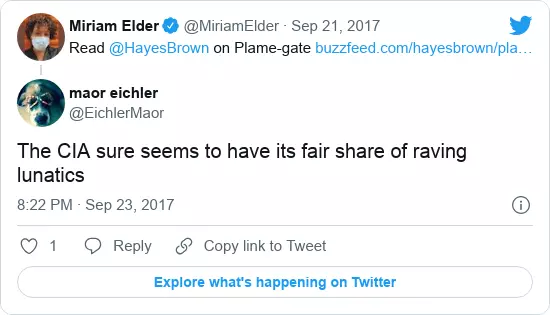 Miriam Elder @MiriamElder · Sep 21, 2017
Read @HayesBrown on Plame-gate buzzfeed.com/hayesbrown/pla…
maor eichler
@EichlerMaor
The CIA sure seems to have its fair share of raving
lunatics
8:22 PM · Sep 23, 2017
1 Reply Copy link to Tweet
Explore what's happening on Twitter